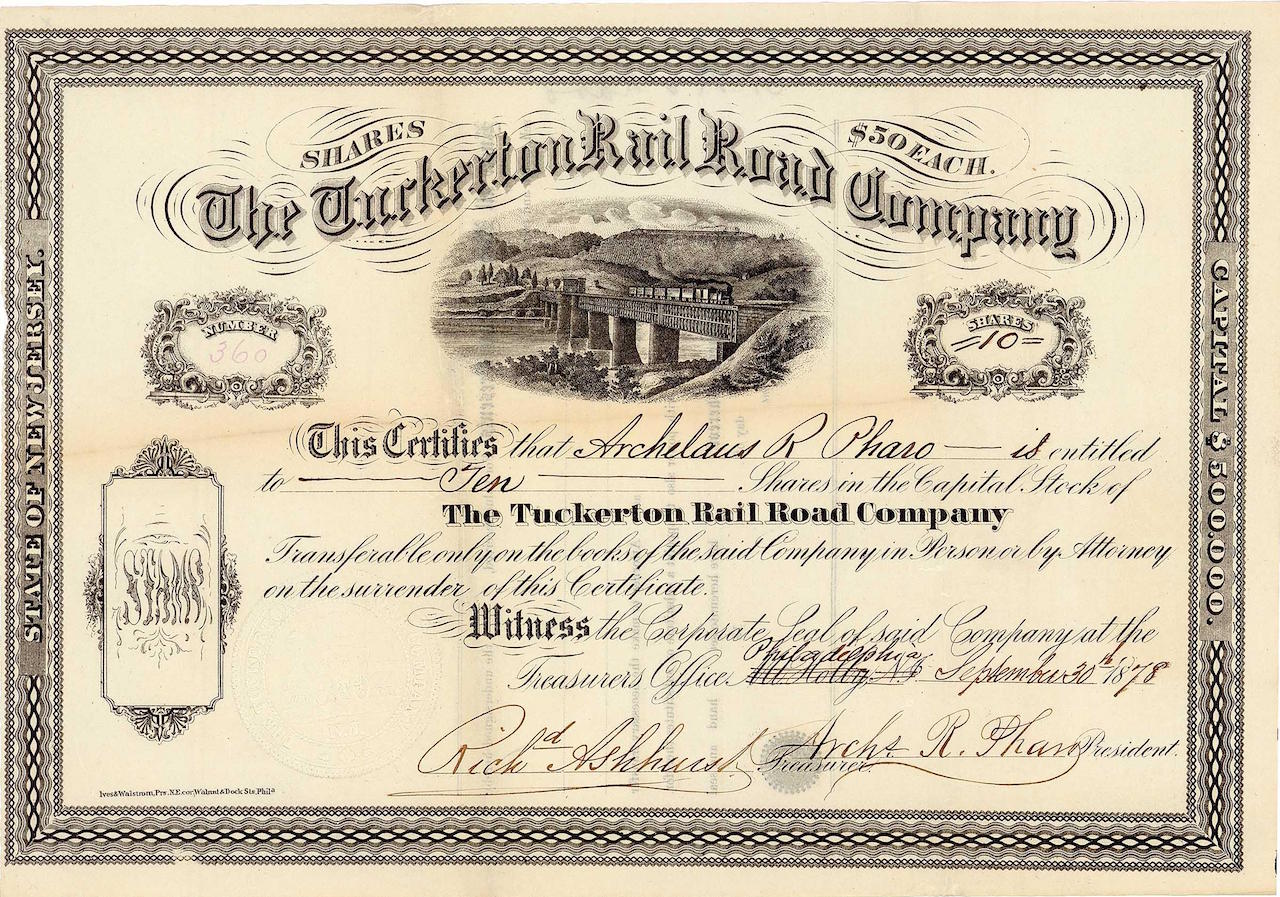 SHARES $50 EACH.
The Tuckerton Rail Road Company
NUMBER
360
SHARES
=10=
STATE OF NEW JERSEY.
CAPITAL $500.000.
This Certifies that Archelaus R Pharo — is entitled
to — Ten — Shares in the Capital Stock of
The Tuckerton Rail Road Company
Transferable only on the books of the said Company in Person or by Attorney
on the surrender of this Certificate.
STAMP
Witness the Corporate Seal of said Company at the
Philadelphia
Treasurers Office Mt Holly, N.J. September 30th 1878
Richd Ashhurst Treasurer. Archs R. Pharo President.
Ives & Walstrom, Prs. N.E. cor. Walnut & Dock Sts, Phila